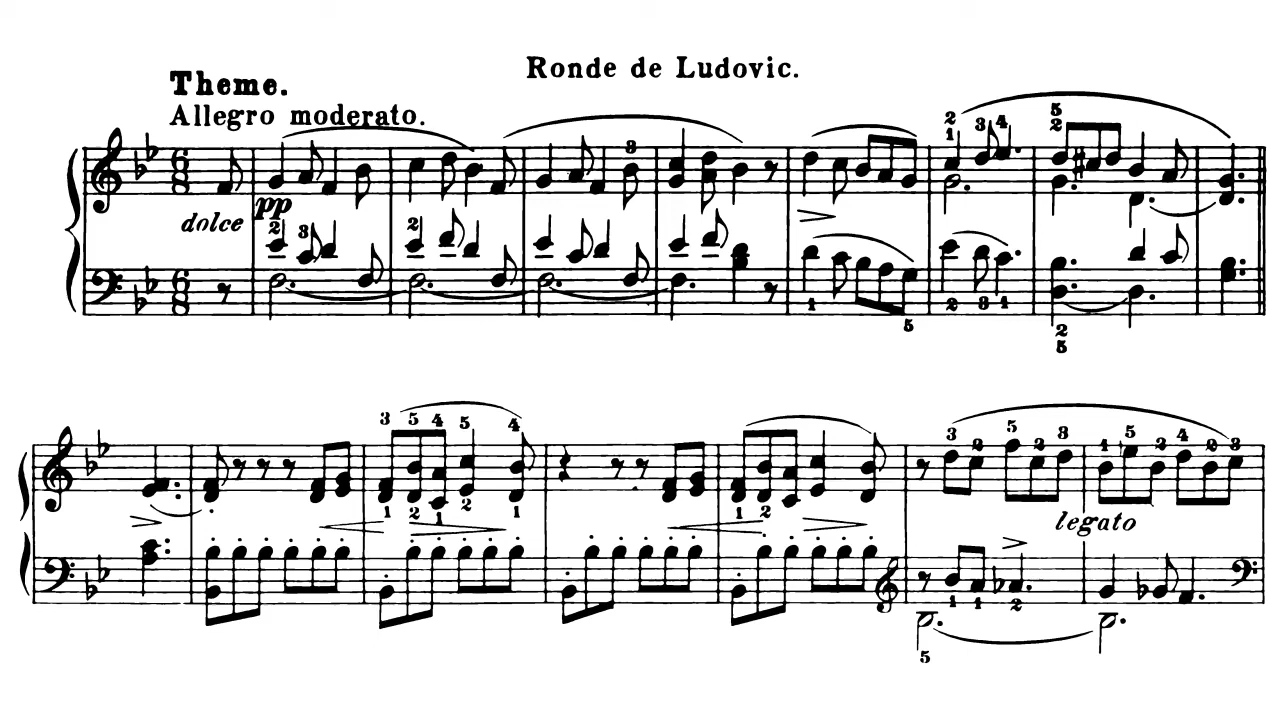 Ronde de Ludovic.
Theme.
Allegro moderato.
dolce
pp
legato